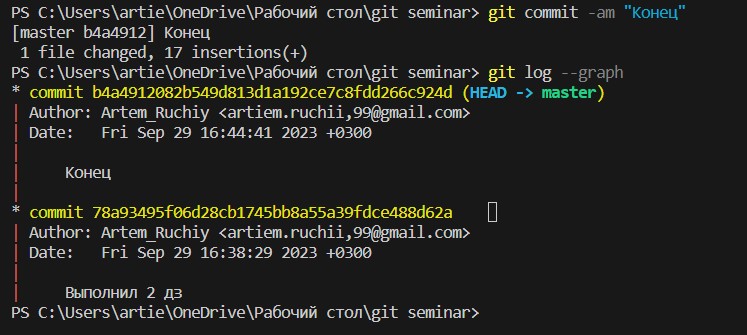 PS C:\Users\artie\OneDrive\Рабочий стол\git seminar> git commit -am "Конец"
[master b4a4912] Конец
 1 file changed, 17 insertions(+)
PS C:\Users\artie\OneDrive\Рабочий стол\git seminar> git log --graph
* commit b4a4912082b549d813d1a192ce7c8fdd266c924d (HEAD -> master)
| Author: Artem_Ruchiy <artiem.ruchii,99@gmail.com>
| Date:   Fri Sep 29 16:44:41 2023 +0300
|
|     Конец
|
* commit 78a93495f06d28cb1745bb8a55a39fdce488d62a
| Author: Artem_Ruchiy <artiem.ruchii,99@gmail.com>
| Date:   Fri Sep 29 16:38:29 2023 +0300
|
|     Выполнил 2 дз
PS C:\Users\artie\OneDrive\Рабочий стол\git seminar>